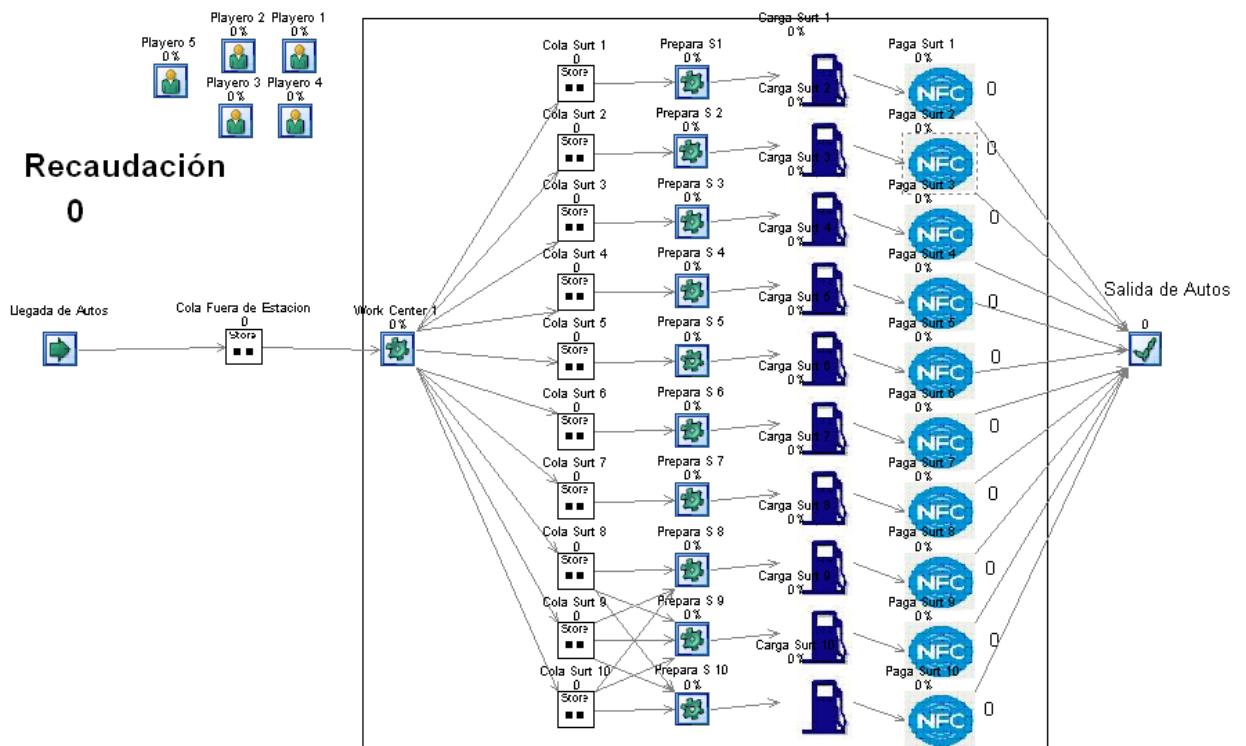 Playero 5
0%
Playero 2
0%
Playero 1
0%
Playero 3
0%
Playero 4
0%
Recaudación
0
Llegada de Autos
Cola Fuera de Estacion
0
Store
Work Center 1
0%
Cola Surt 1
0
Store
Prepara S1
0%
Carga Surt 1
0%
Paga Surt 1
0%
NFC
0
Cola Surt 2
0
Store
Prepara S 2
0%
Carga Surt 2
0%
Paga Surt 2
0%
NFC
0
Cola Surt 3
0
Store
Prepara S 3
0%
Carga Surt 3
0%
Paga Surt 3
0%
NFC
0
Cola Surt 4
0
Store
Prepara S 4
0%
Carga Surt 4
0%
Paga Surt 4
0%
NFC
0
Cola Surt 5
0
Store
Prepara S 5
0%
Carga Surt 5
0%
Paga Surt 5
0%
NFC
0
Cola Surt 6
0
Store
Prepara S 6
0%
Carga Surt 6
0%
Paga Surt 6
0%
NFC
0
Cola Surt 7
0
Store
Prepara S 7
0%
Carga Surt 7
0%
Paga Surt 7
0%
NFC
0
Cola Surt 8
0
Store
Prepara S 8
0%
Carga Surt 8
0%
Paga Surt 8
0%
NFC
0
Cola Surt 9
0
Store
Prepara S 9
0%
Carga Surt 9
0%
Paga Surt 9
0%
NFC
0
Cola Surt 10
0
Store
Prepara S 10
0%
Carga Surt 10
0%
Paga Surt 10
0%
NFC
0
Salida de Autos
0